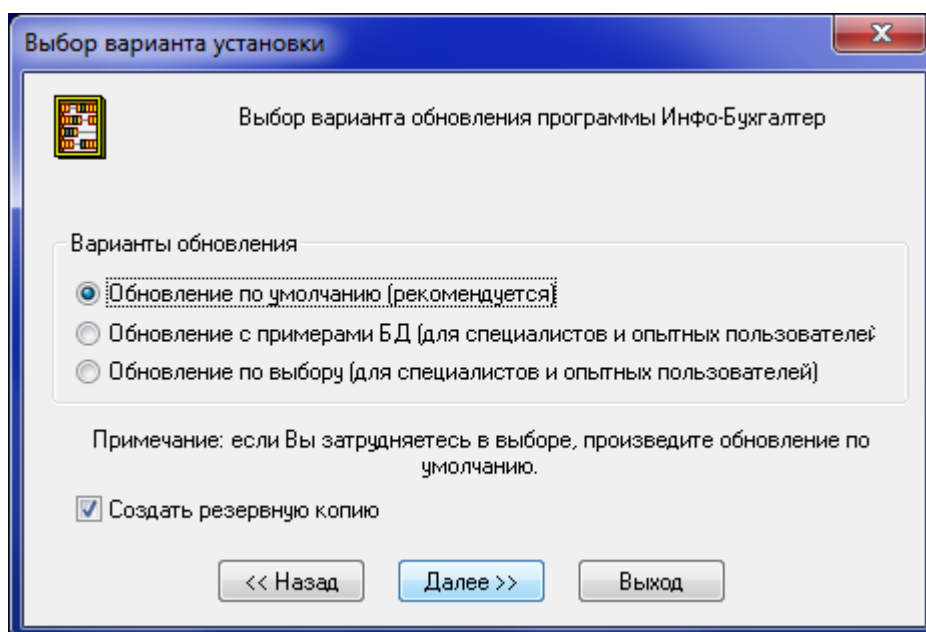 Выбор варианта установки
Выбор варианта обновления программы Инфо-Бухгалтер
Варианты обновления
Обновление по умолчанию (рекомендуется)
Обновление с примерами БД (для специалистов и опытных пользователей
Обновление по выбору (для специалистов и опытных пользователей)
Примечание: если Вы затрудняетесь в выборе, произведите обновление по
умолчанию.
Создать резервную копию
<< Назад
Далее >>
Выход